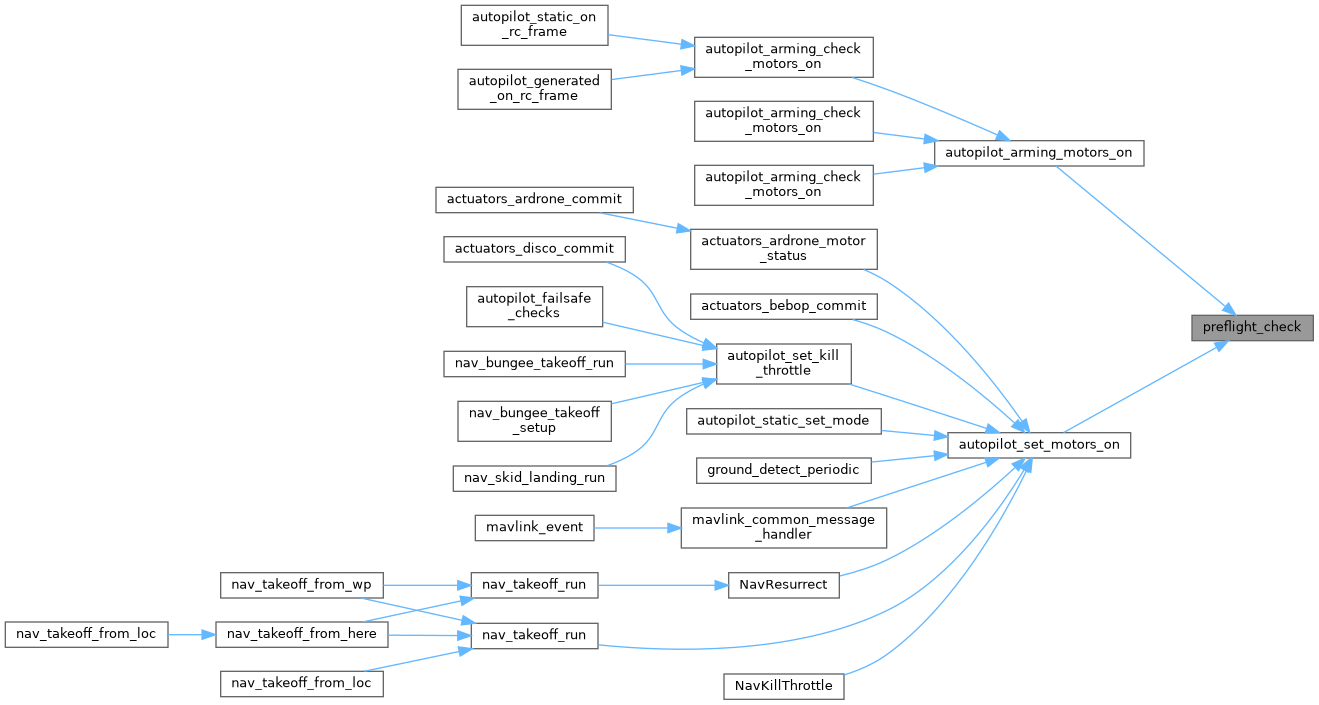 autopilot_static_on
_rc_frame
autopilot_generated
_on_rc_frame
autopilot_arming_check
_motors_on
autopilot_arming_check
_motors_on
autopilot_arming_check
_motors_on
autopilot_arming_motors_on
actuators_ardrone_commit
actuators_ardrone_motor
_status
actuators_disco_commit
autopilot_failsafe
_checks
actuators_bebop_commit
preflight_check
nav_bungee_takeoff_run
autopilot_set_kill
_throttle
nav_bungee_takeoff
_setup
autopilot_static_set_mode
autopilot_set_motors_on
nav_skid_landing_run
ground_detect_periodic
mavlink_event
mavlink_common_message
_handler
nav_takeoff_from_wp
nav_takeoff_run
NavResurrect
nav_takeoff_from_loc
nav_takeoff_from_here
nav_takeoff_run
nav_takeoff_from_loc
NavKillThrottle